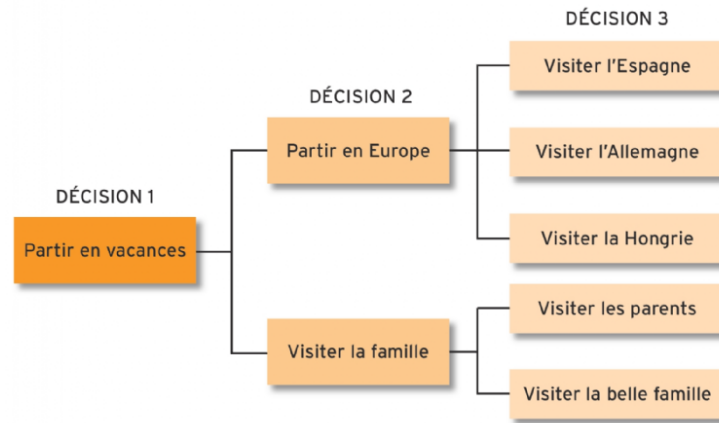 DÉCISION 1
Partir en vacances
DÉCISION 2
Partir en Europe
Visiter la famille
DÉCISION 3
Visiter l'Espagne
Visiter l'Allemagne
Visiter la Hongrie
Visiter les parents
Visiter la belle famille